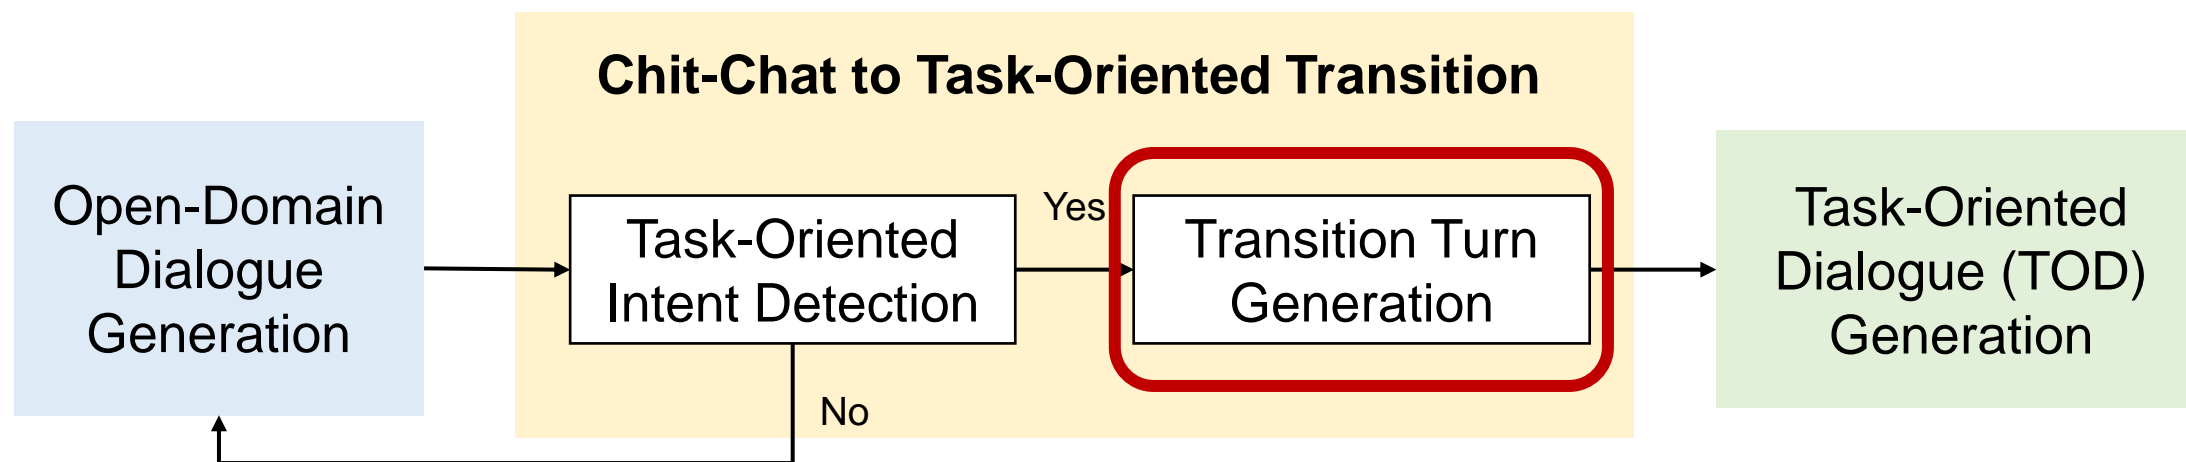 Chit-Chat to Task-Oriented Transition
Open-Domain
Dialogue
Generation
Task-Oriented
Intent Detection
Yes
No
Transition Turn
Generation
Task-Oriented
Dialogue (TOD)
Generation